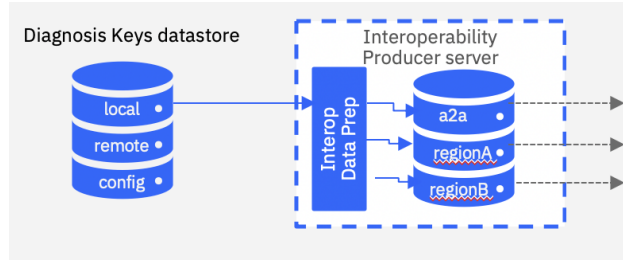 Diagnosis Keys datastore
local
remote
config
Interoperability
Producer server
Interop
Data Prep
a2a
regionA
regionB